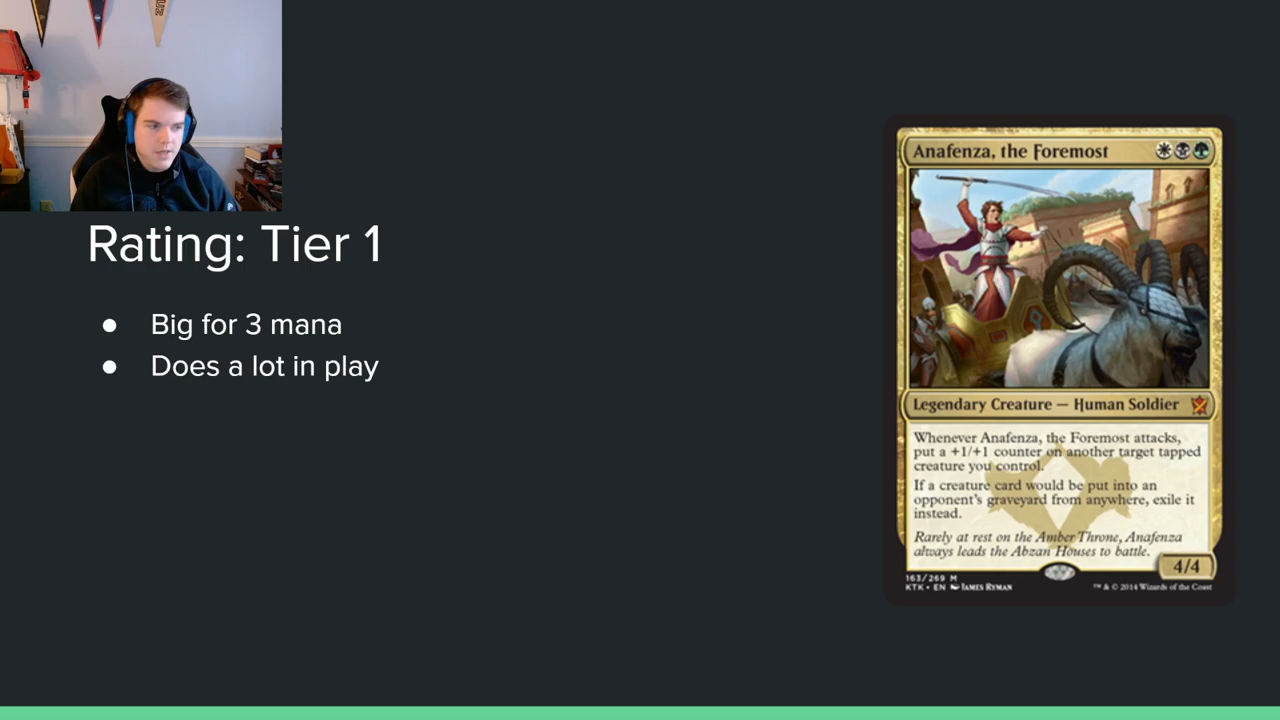 Rating: Tier 1
● Big for 3 mana
● Does a lot in play
Anafenza, the Foremost
Legendary Creature — Human Soldier
Whenever Anafenza, the Foremost attacks,
put a +1/+1 counter on another target tapped
creature you control.
If a creature card would be put into an
opponent's graveyard from anywhere, exile it
instead.
Rarely at rest on the Amber Throne, Anafenza
always leads the Abzan Houses to battle.
4/4
163/269 M
KTK • EN JAMES RYMAN
™ & © 2014 Wizards of the Coast